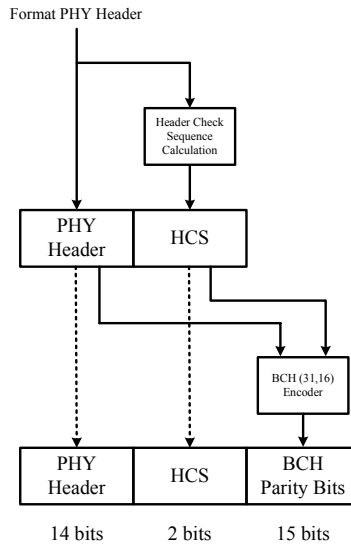 Format PHY Header
Header Check
Sequence
Calculation
PHY
Header
HCS
BCH (31,16)
Encoder
PHY
Header
HCS
BCH
Parity Bits
14 bits
2 bits
15 bits